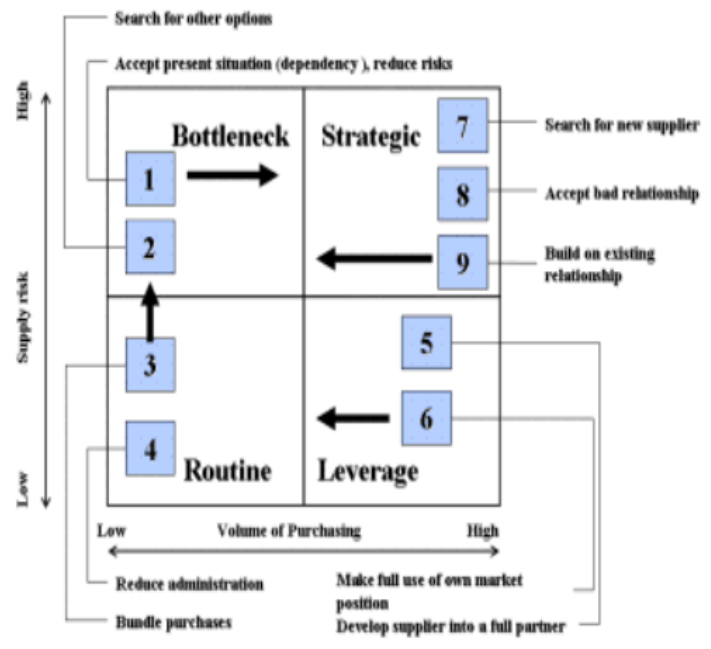 Search for other options
Accept present situation (dependency ), reduce risks
High
Bottleneck
Strategic
7
Search for new supplier
1
8
Accept bad relationship
2
9
Build on existing
relationship
Supply risk
3
5
4
6
Routine
Leverage
Low
Low
Volume of Purchasing
High
Reduce administration
Make full use of own market
position
Bundle purchases
Develop supplier into a full partner